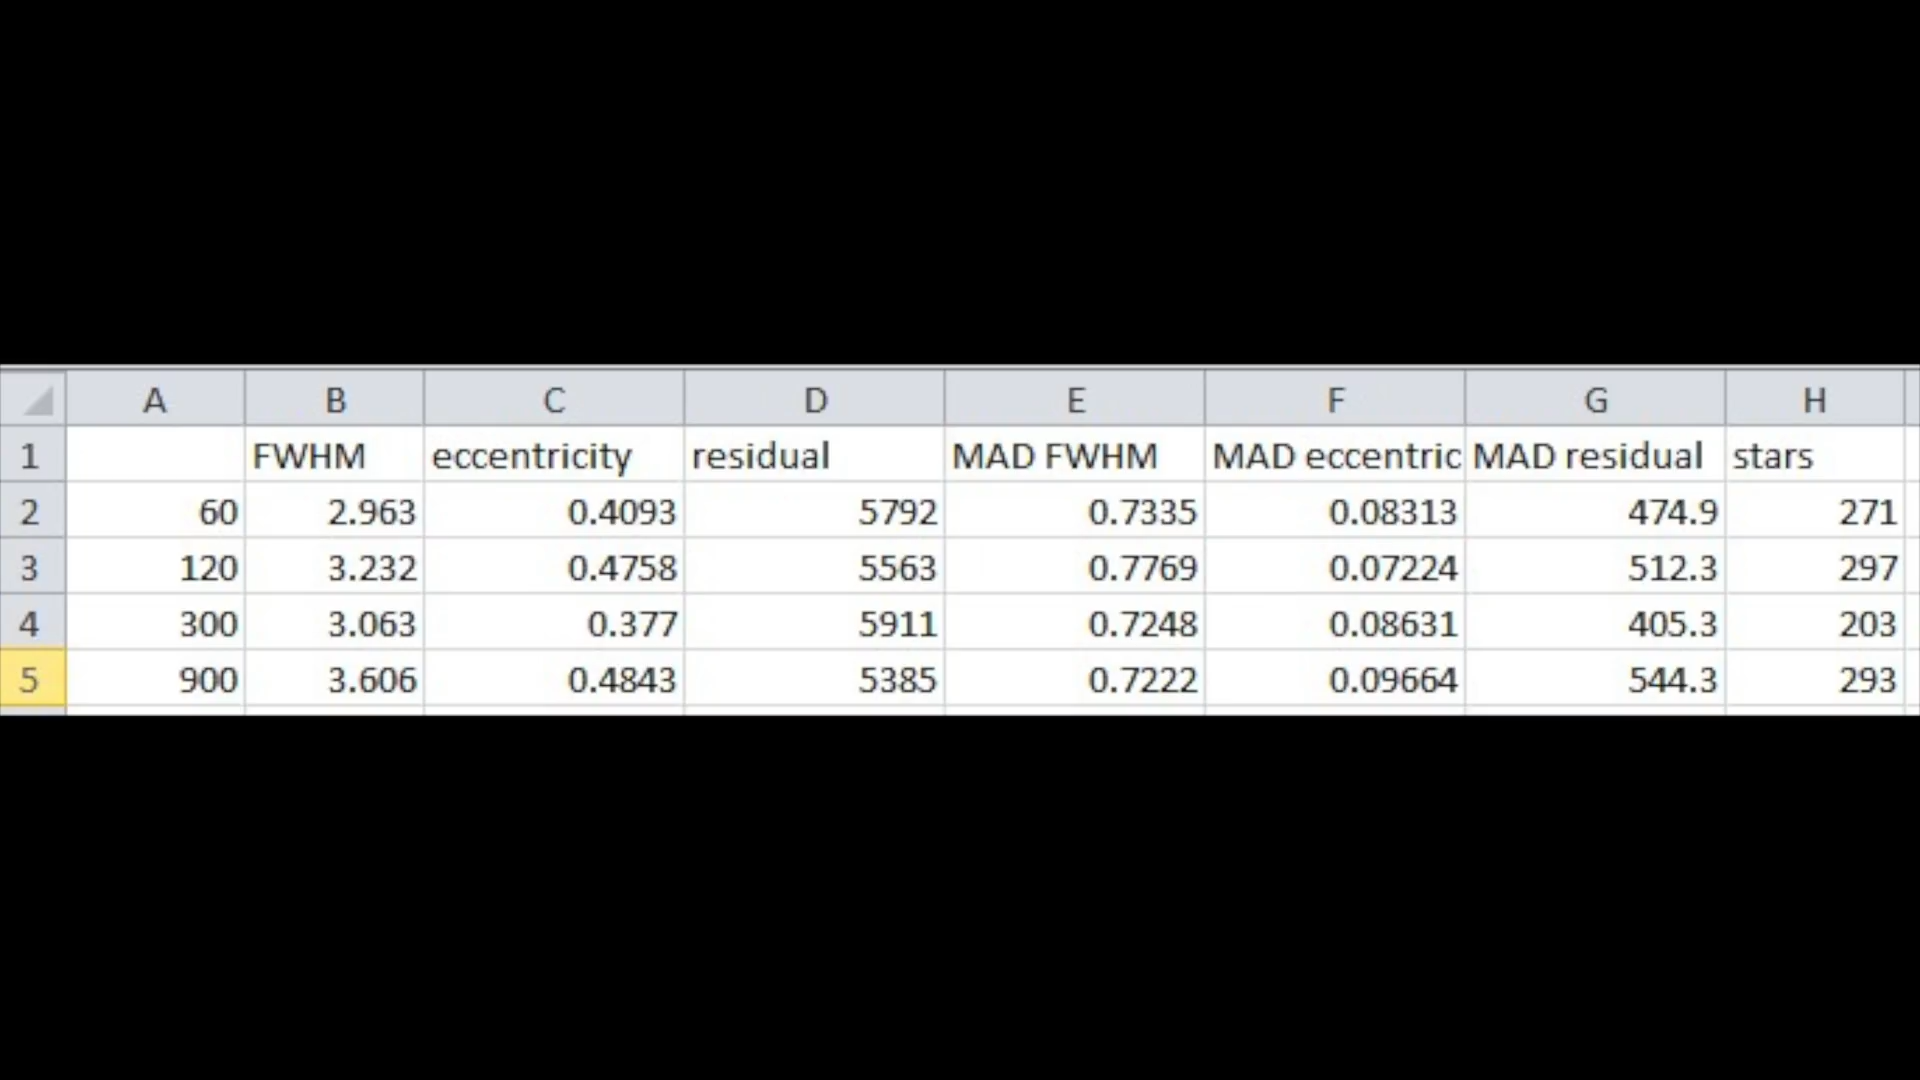 A B C D E F G H
1 FWHM eccentricity residual MAD FWHM MAD eccentric MAD residual stars
2 60 2.963 0.4093 5792 0.7335 0.08313 474.9 271
3 120 3.232 0.4758 5563 0.7769 0.07224 512.3 297
4 300 3.063 0.377 5911 0.7248 0.08631 405.3 203
5 900 3.606 0.4843 5385 0.7222 0.09664 544.3 293